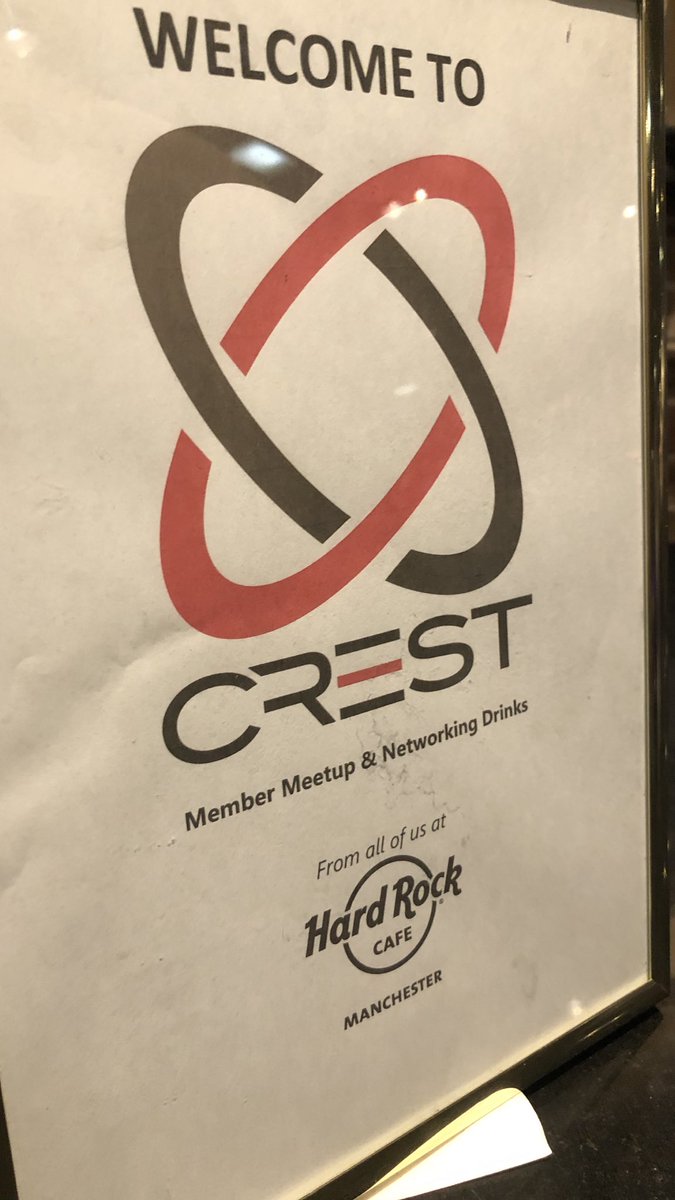 WELCOME TO
CREST
Member Meetup & Networking Drinks
From all of us at
Hard Rock
CAFE
MANCHESTER